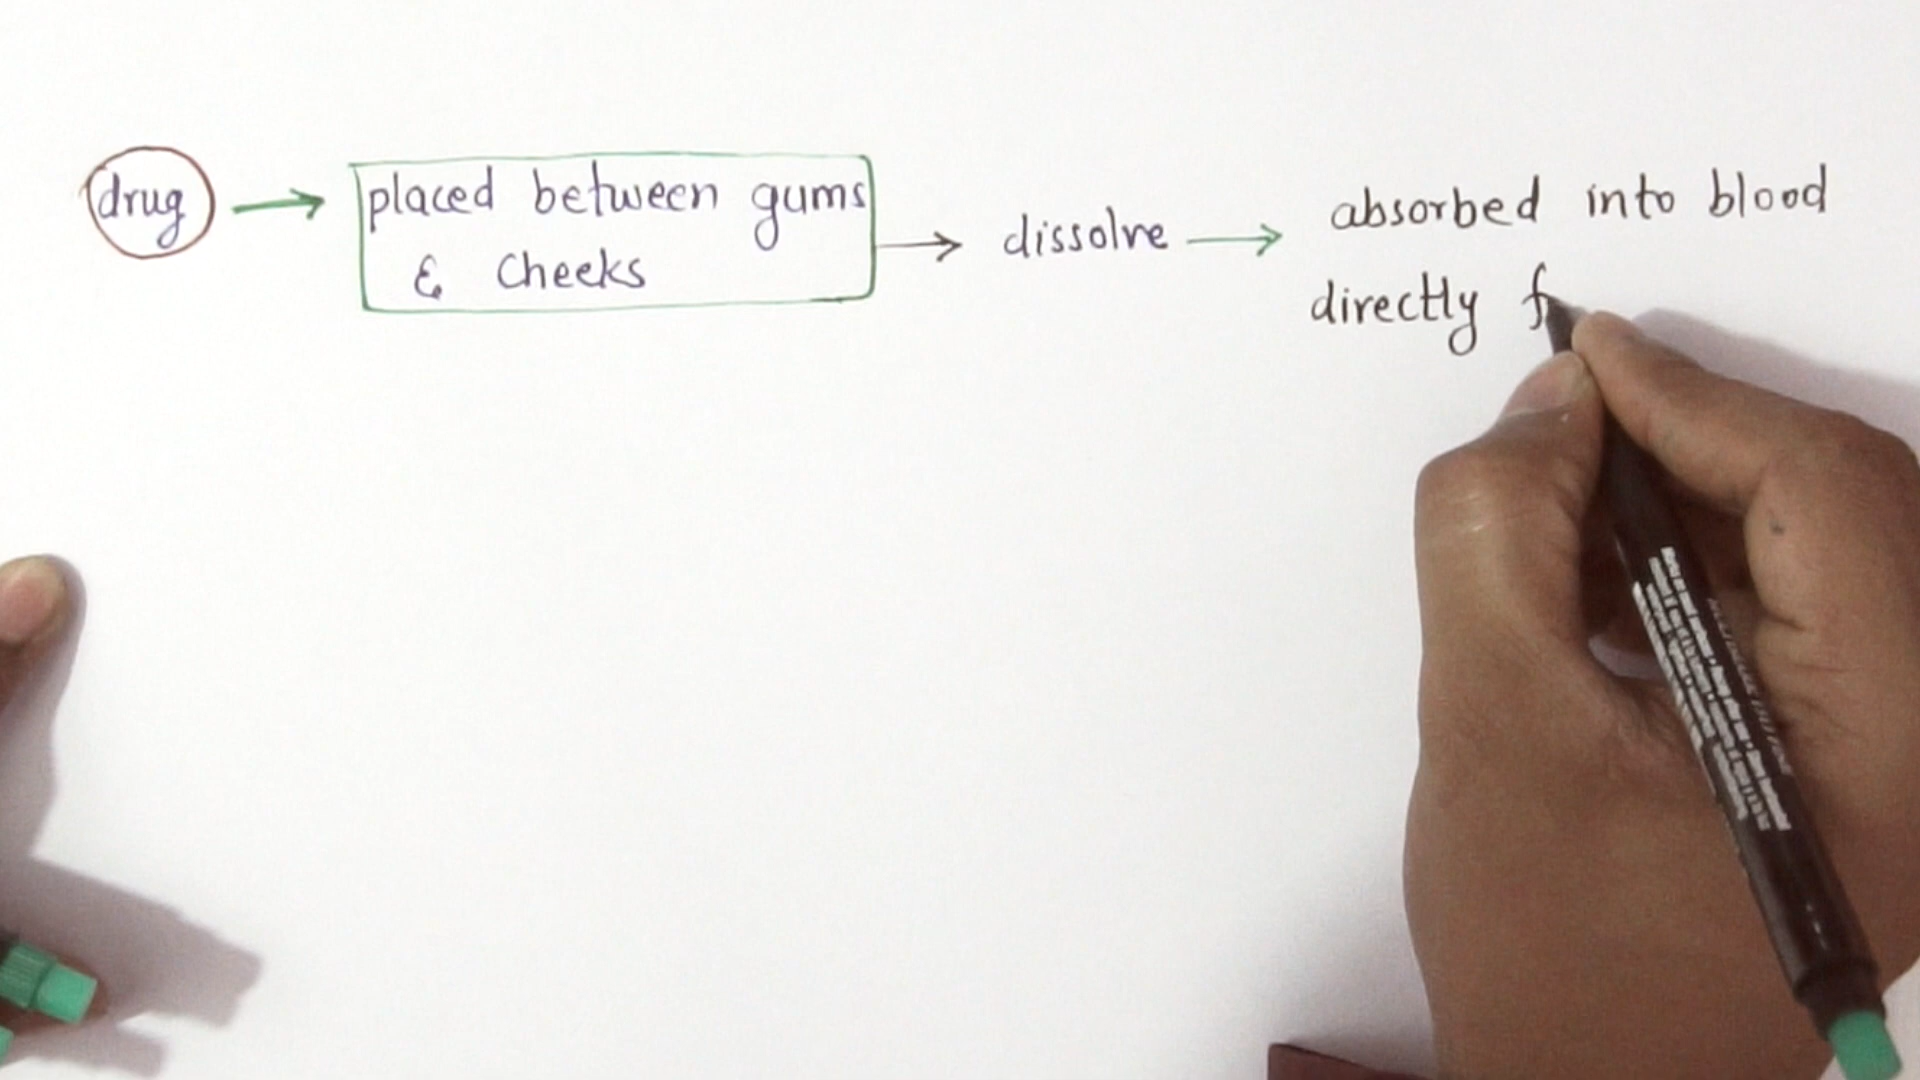 drug
placed between gums
& Cheeks
dissolve
absorbed into blood
directly f